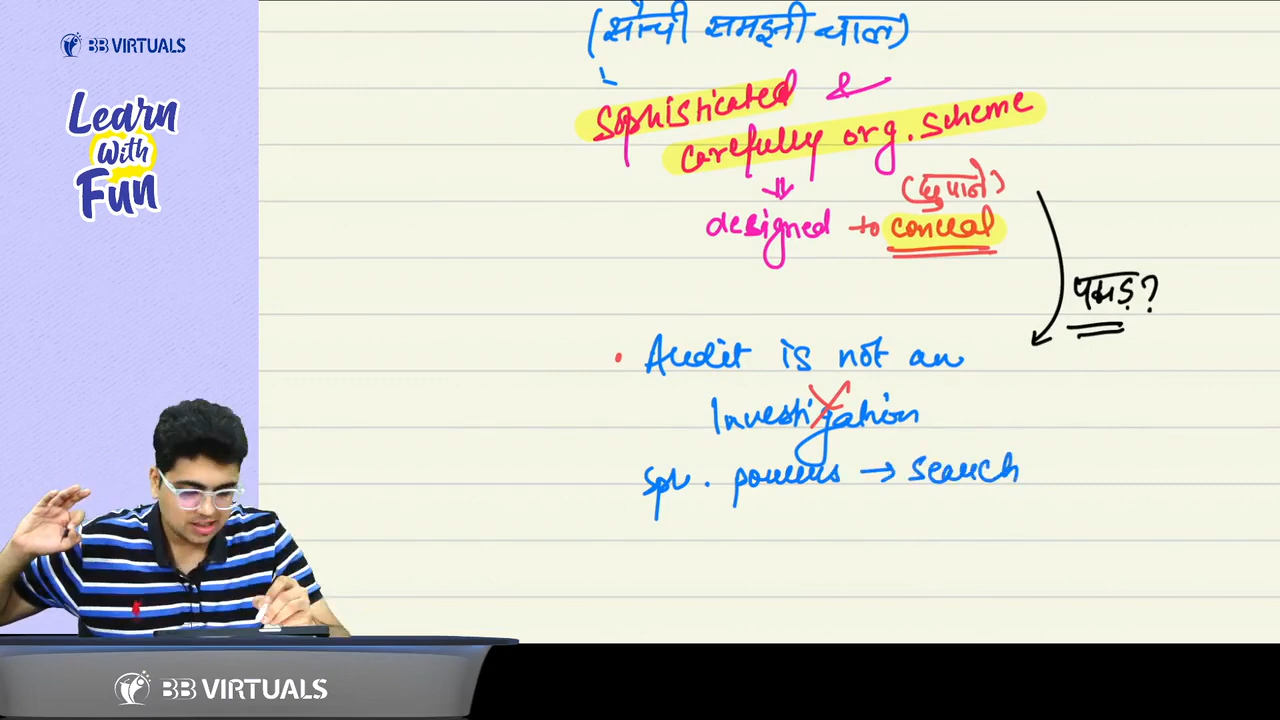 BB VIRTUALS
Learn
With
Fun
(सोची समझी चाल)
Sophisticated &
carefully org. scheme
(छुपाने)
designed to conceal
पकड़?
• Audit is not an
Investigation
Spl. powers → search
BB VIRTUALS